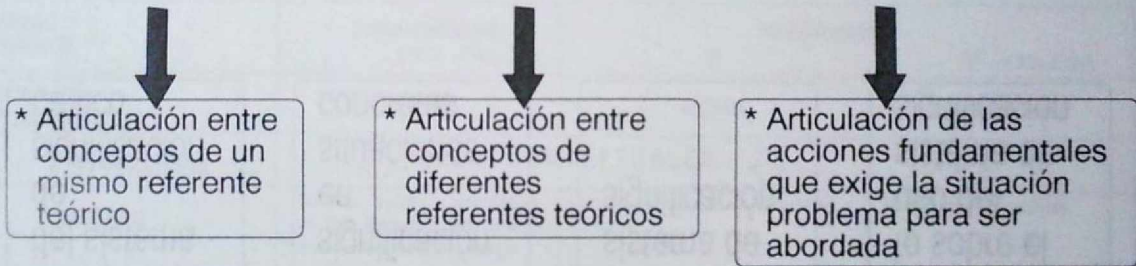 * Articulación entre
conceptos de un
mismo referente
teórico
* Articulación entre
conceptos de
diferentes
referentes teóricos
* Articulación de las
acciones fundamentales
que exige la situación
problema para ser
abordada